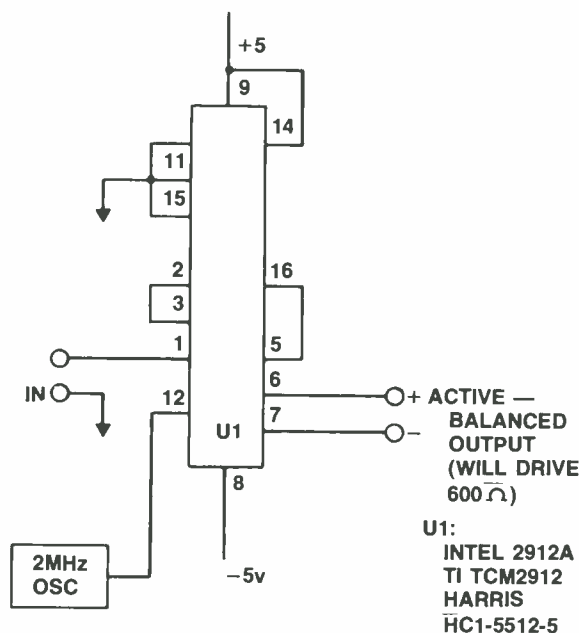 +5
9
14
11
15
2
16
3
1
5
6
+ ACTIVE —
IN
12
7
BALANCED
–
OUTPUT
U1
(WILL DRIVE
8
600 Ω)
U1:
2MHz
OSC
−5v
INTEL 2912A
TI TCM2912
HARRIS
HC1-5512-5